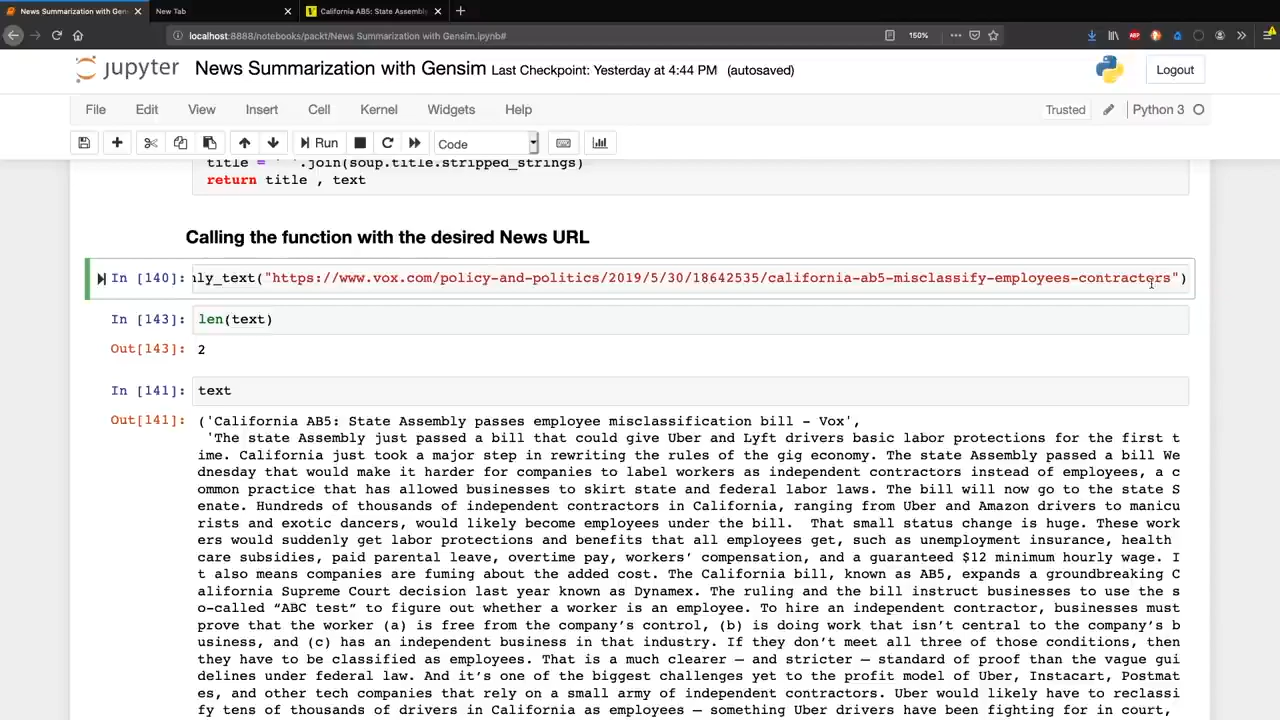 News Summarization with Gen
New Tab
California AB5: State Assembly
localhost:8888/notebooks/packt/News Summarization with Gensim.ipynb#
150%
jupyter
News Summarization with Gensim Last Checkpoint: Yesterday at 4:44 PM (autosaved)
Logout
File Edit View Insert Cell Kernel Widgets Help
Trusted
Python 3
Run
Code
title = ' '.join(soup.title.stripped_strings)
return title , text
Calling the function with the desired News URL
In [140]: nly_text("https://www.vox.com/policy-and-politics/2019/5/30/18642535/california-ab5-misclassify-employees-contractors")
In [143]: len(text)
Out[143]: 2
In [141]: text
Out[141]: ('California AB5: State Assembly passes employee misclassification bill - Vox',
'The state Assembly just passed a bill that could give Uber and Lyft drivers basic labor protections for the first t
ime. California just took a major step in rewriting the rules of the gig economy. The state Assembly passed a bill We
dnesday that would make it harder for companies to label workers as independent contractors instead of employees, a c
ommon practice that has allowed businesses to skirt state and federal labor laws. The bill will now go to the state S
enate. Hundreds of thousands of independent contractors in California, ranging from Uber and Amazon drivers to manicu
rists and exotic dancers, would likely become employees under the bill.  That small status change is huge. These work
ers would suddenly get labor protections and benefits that all employees get, such as unemployment insurance, health
care subsidies, paid parental leave, overtime pay, workers’ compensation, and a guaranteed $12 minimum hourly wage. I
t also means companies are fuming about the added cost. The California bill, known as AB5, expands a groundbreaking C
alifornia Supreme Court decision last year known as Dynamex. The ruling and the bill instruct businesses to use the s
o-called “ABC test” to figure out whether a worker is an employee. To hire an independent contractor, businesses must
prove that the worker (a) is free from the company’s control, (b) is doing work that isn’t central to the company’s b
usiness, and (c) has an independent business in that industry. If they don’t meet all three of those conditions, then
they have to be classified as employees. That is a much clearer — and stricter — standard of proof than the vague gui
delines under federal law. And it’s one of the biggest challenges yet to the profit model of Uber, Instacart, Postmat
es, and other tech companies that rely on a small army of independent contractors. Uber would likely have to reclassi
fy tens of thousands of drivers in California as employees — something Uber drivers have been fighting for in court,